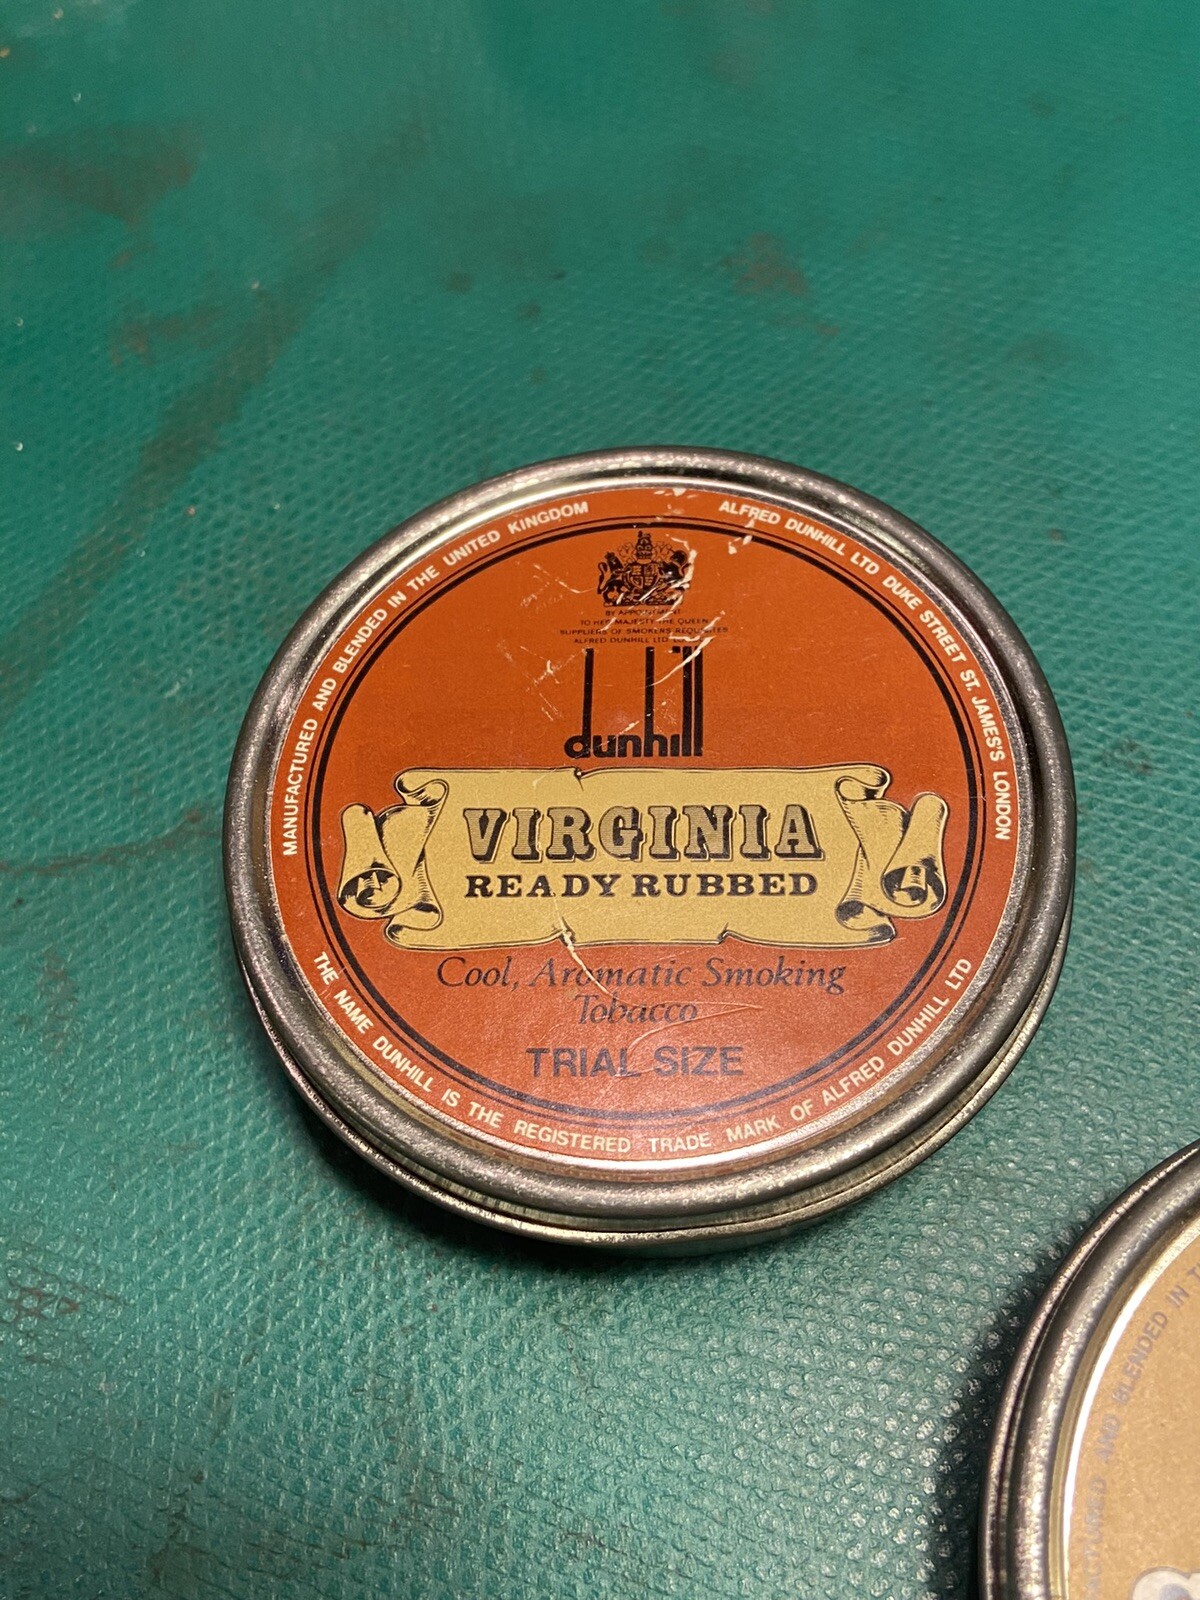 MANUFACTURED AND BLENDED IN THE UNITED KINGDOM
ALFRED DUNHILL LTD DUKE STREET ST. JAMES'S LONDON
BY APPOINTMENT
TO HER MAJESTY THE QUEEN
SUPPLIERS OF SMOKERS REQUISITES
ALFRED DUNHILL LTD
dunhill
VIRGINIA
READY RUBBED
Cool, Aromatic Smoking
Tobacco
TRIAL SIZE
THE NAME DUNHILL IS THE REGISTERED TRADE MARK OF ALFRED DUNHILL LTD
AND BLENDED IN